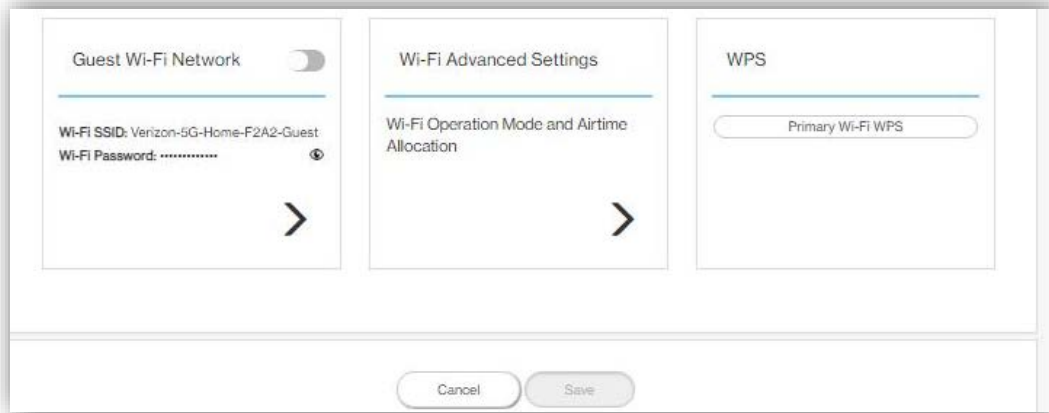 Guest Wi-Fi Network
Wi-Fi SSID: Verizon-5G-Home-F2A2-Guest
Wi-Fi Password: •••••••••••••
Wi-Fi Advanced Settings
Wi-Fi Operation Mode and Airtime
Allocation
WPS
Primary Wi-Fi WPS
Cancel
Save